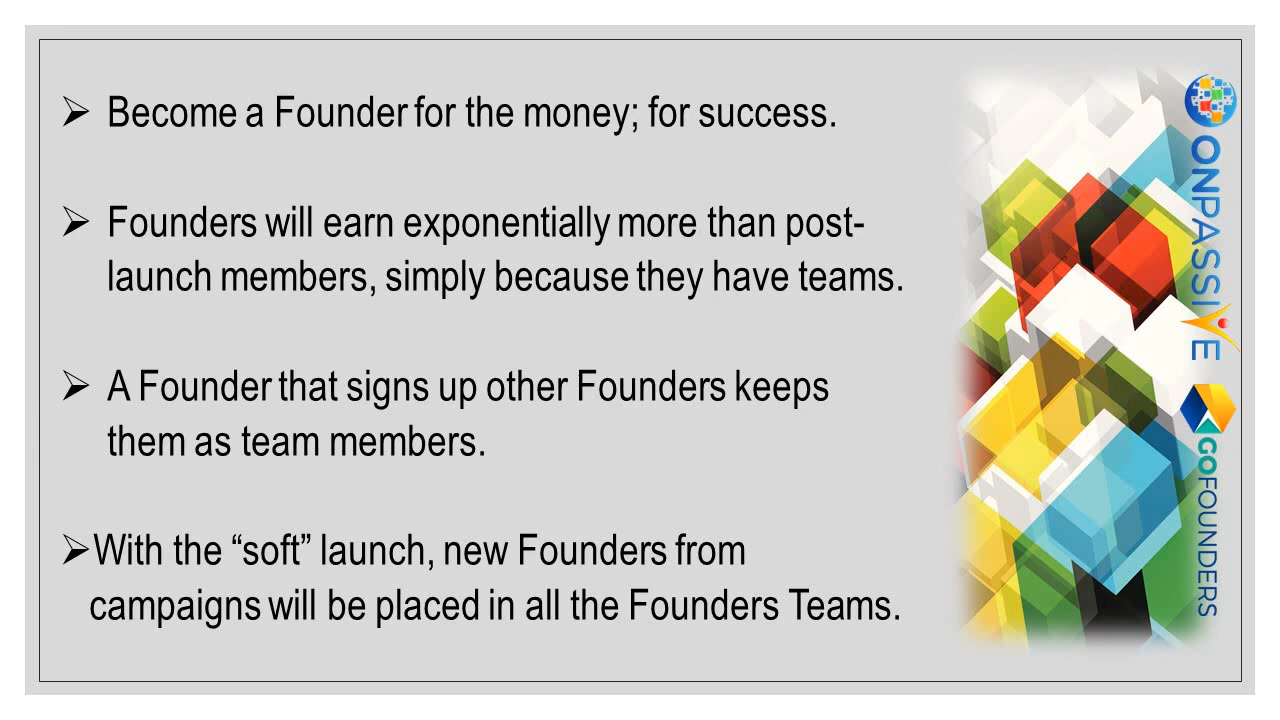 ➢ Become a Founder for the money; for success.
➢ Founders will earn exponentially more than post-
launch members, simply because they have teams.
➢ A Founder that signs up other Founders keeps
them as team members.
➢With the “soft” launch, new Founders from
campaigns will be placed in all the Founders Teams.
ONPASSIVE
GOFOUNDERS